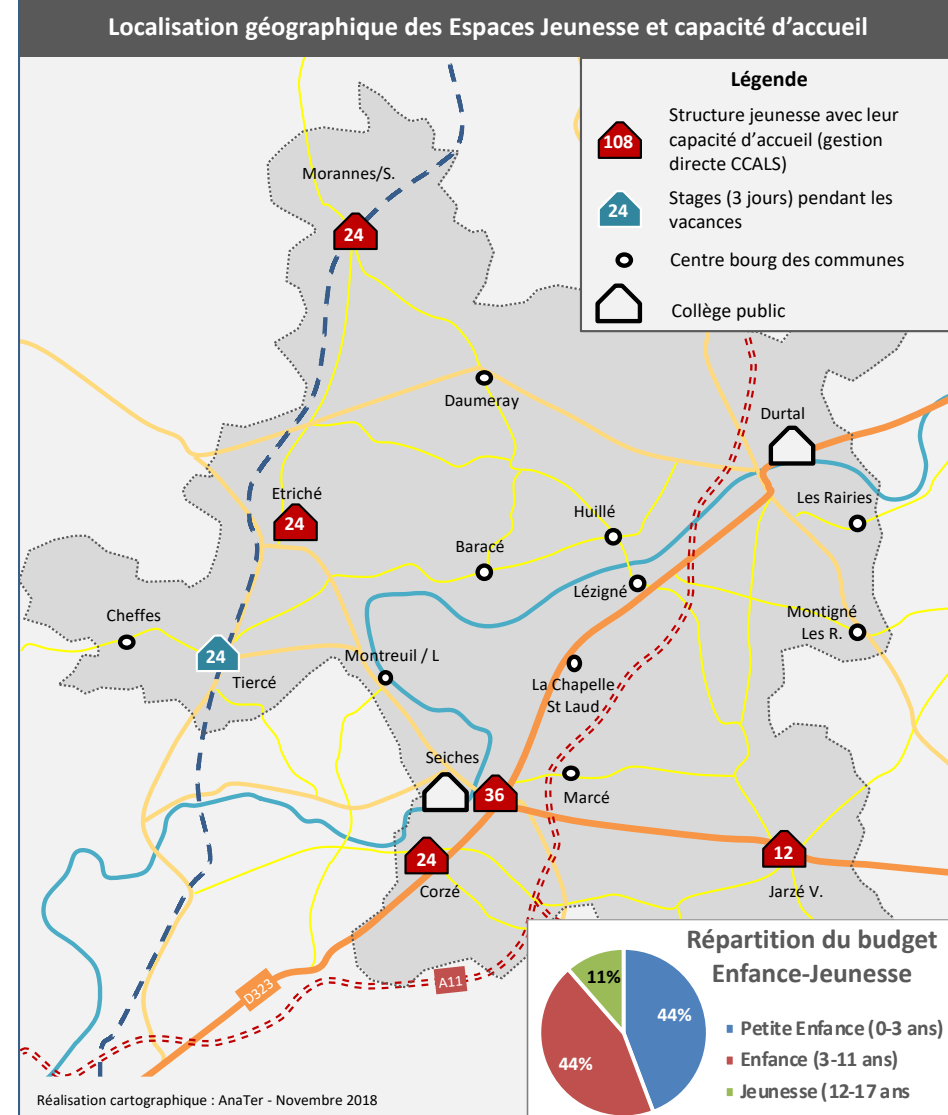 Localisation géographique des Espaces Jeunesse et capacité d'accueil
Légende
108
Structure jeunesse avec leur
capacité d'accueil (gestion
directe CCALS)
24
Stages (3 jours) pendant les
vacances
Centre bourg des communes
Collège public
Morannes/S.
24
Daumeray
Durtal
Etriché
24
Les Rairies
Huillé
Baracé
Lézigné
Cheffes
Montigné
Les R.
24
Tiercé
Montreuil / L
La Chapelle
St Laud
Seiches
36
Marcé
24
Corzé
12
Jarzé V.
D323
A11
Répartition du budget
Enfance-Jeunesse
11%
44%
44%
Petite Enfance (0-3 ans)
Enfance (3-11 ans)
Jeunesse (12-17 ans
Réalisation cartographique : AnaTer - Novembre 2018